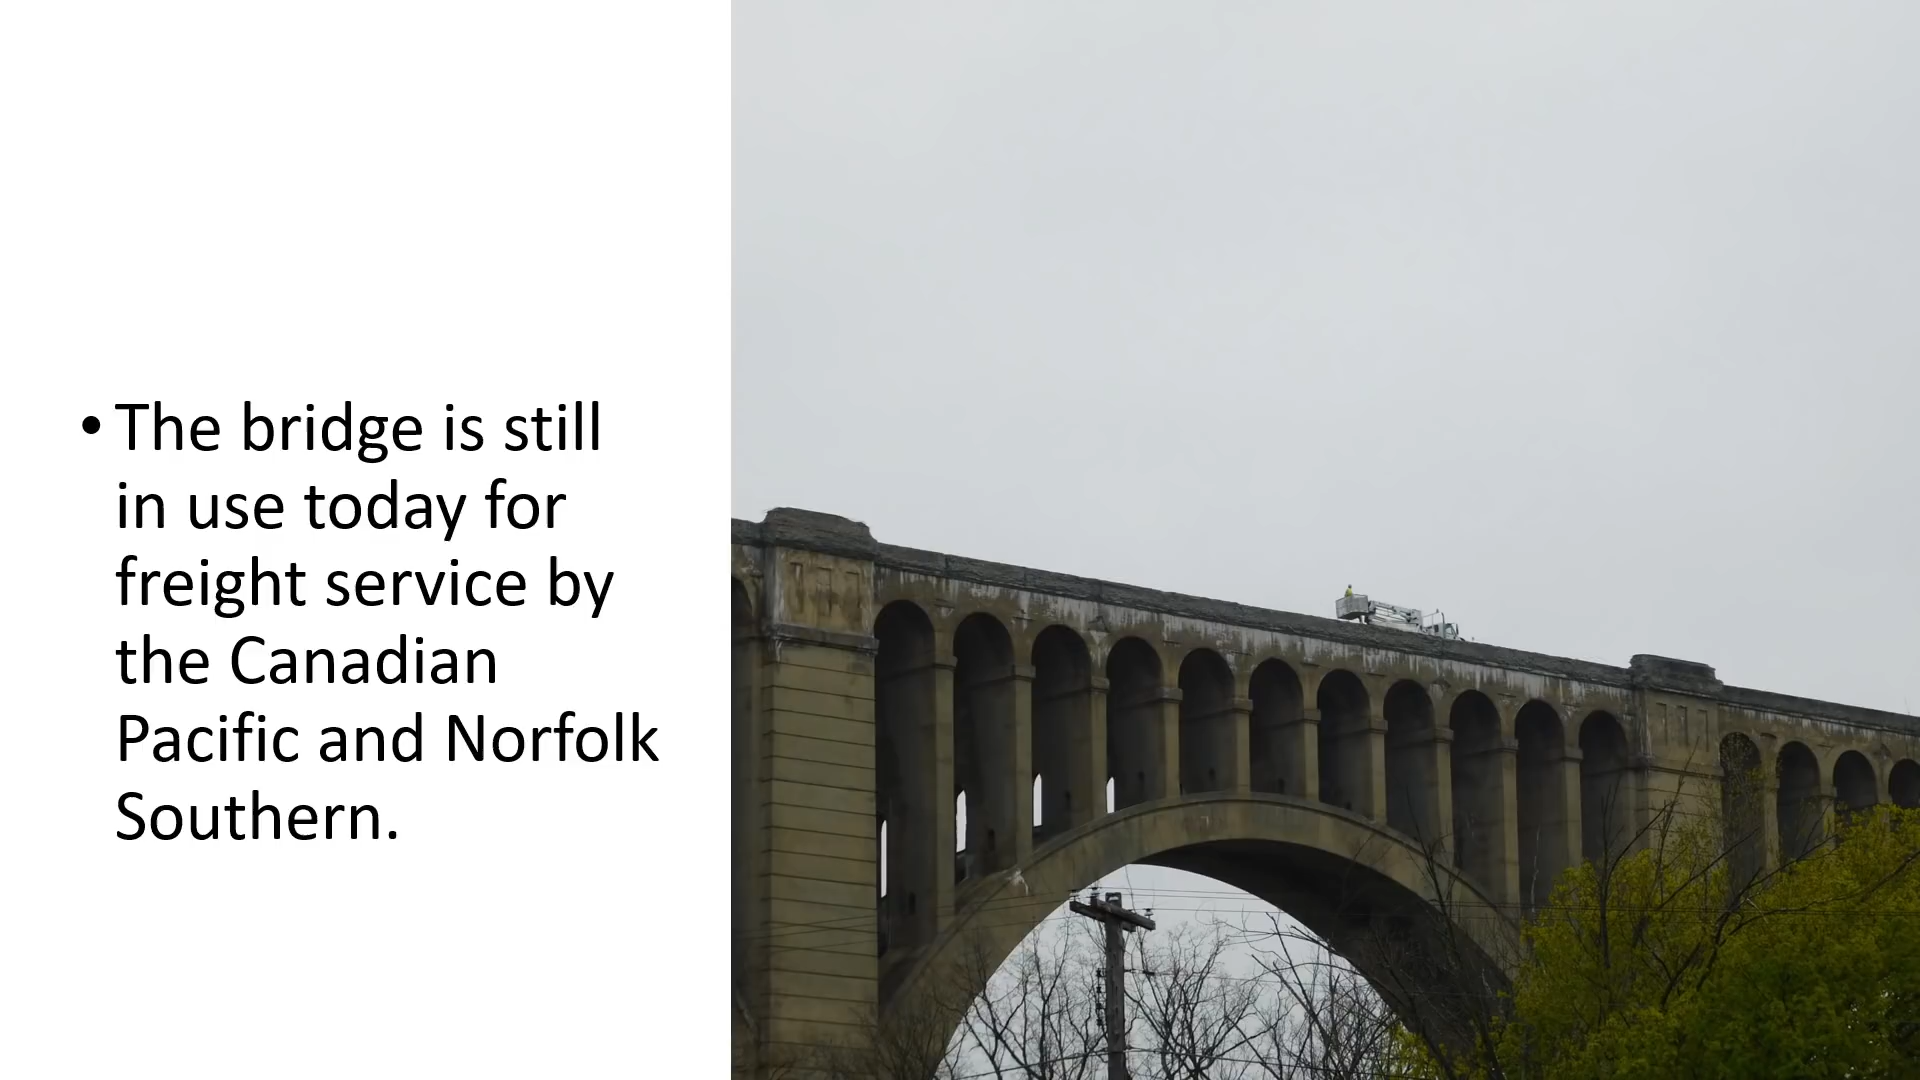 • The bridge is still
in use today for
freight service by
the Canadian
Pacific and Norfolk
Southern.